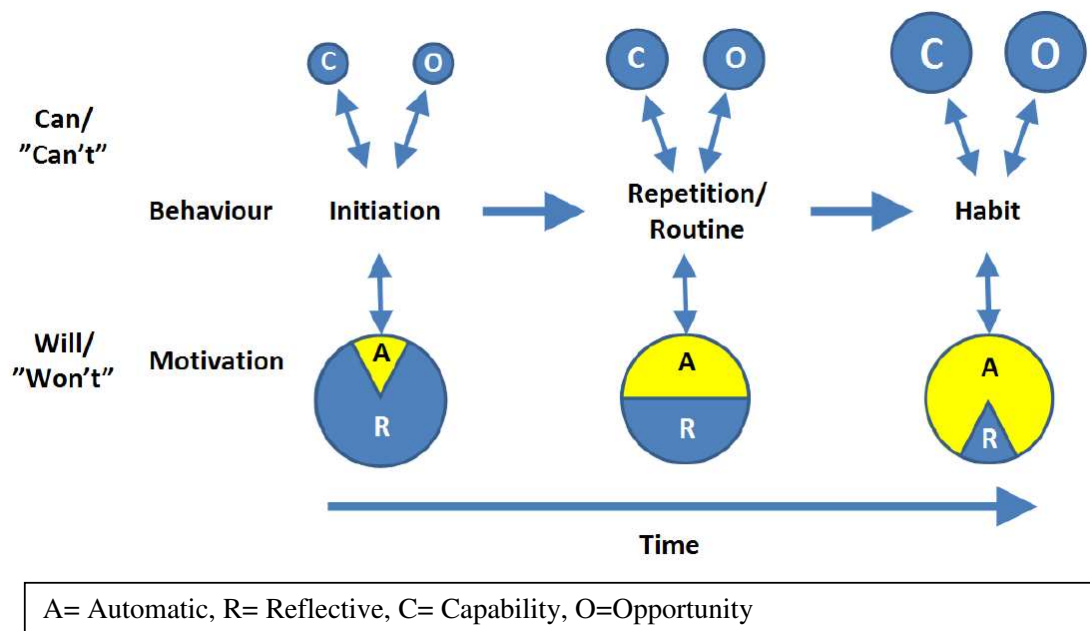 C O C O C O
Can/
"Can't"
Behaviour Initiation Repetition/
Routine Habit
Will/
"Won't" Motivation
A A A
R R R
Time
A= Automatic, R= Reflective, C= Capability, O=Opportunity